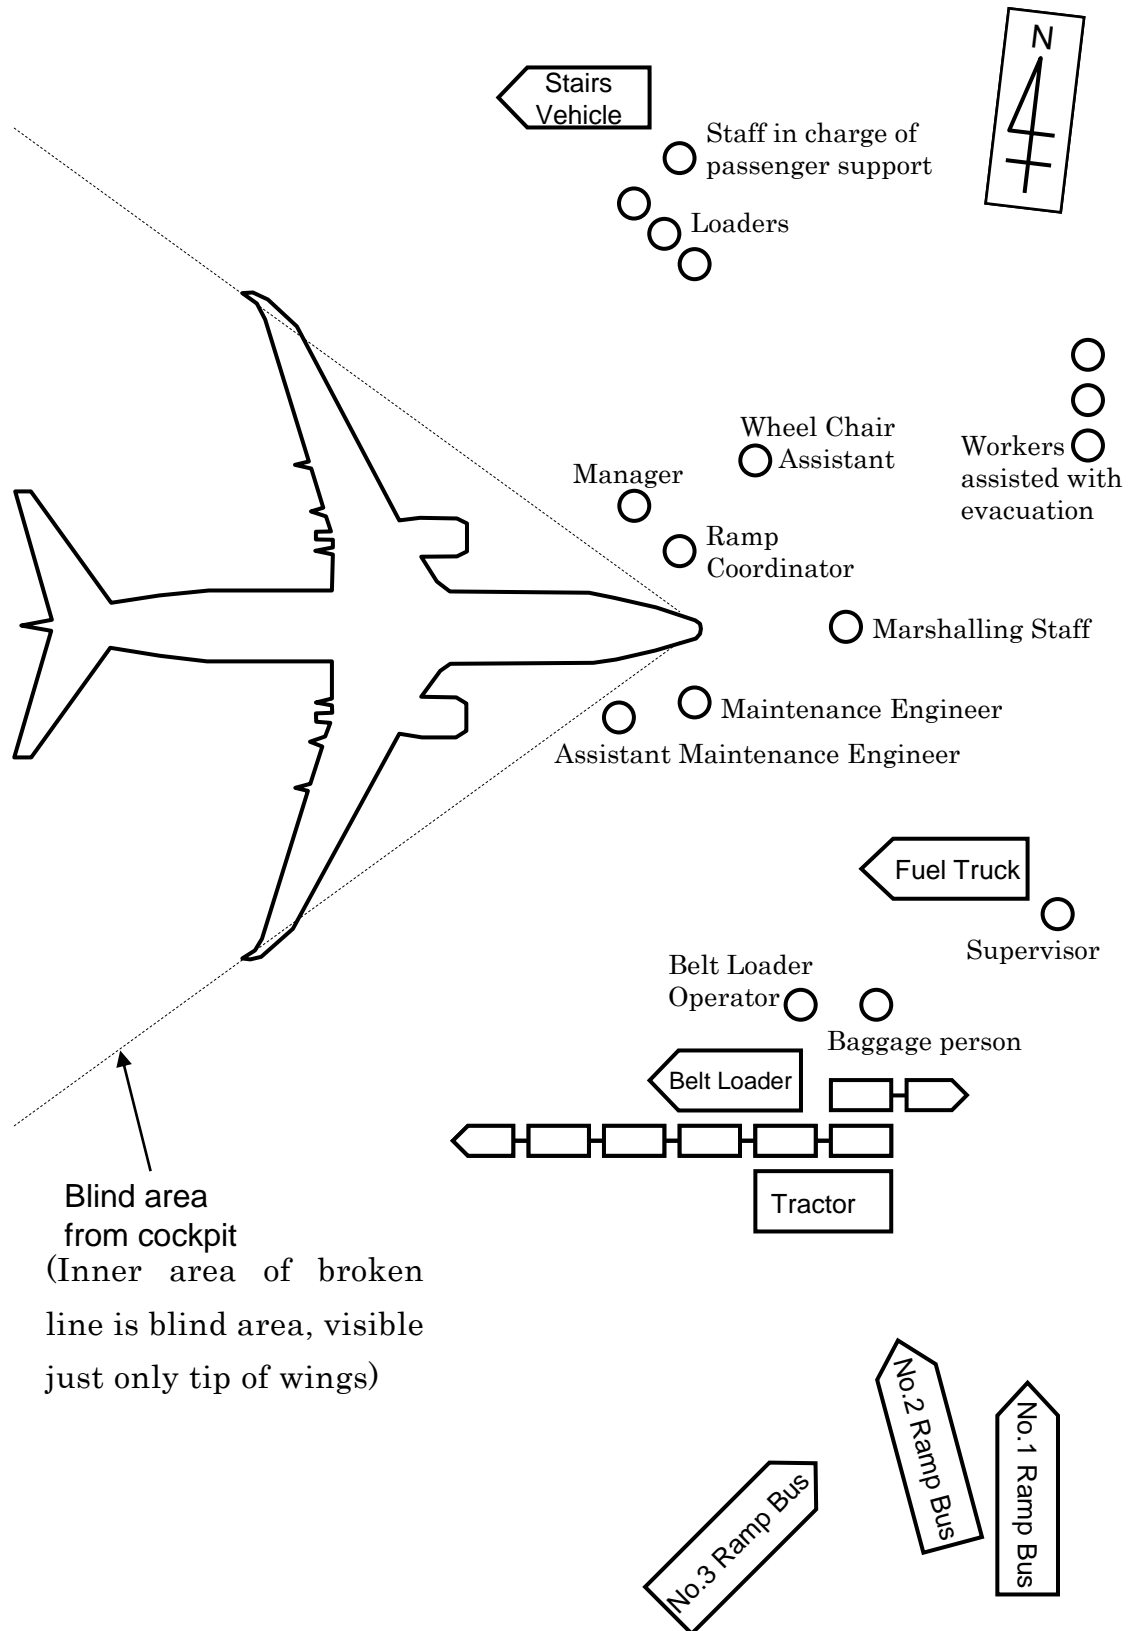 N
Stairs
Vehicle
Staff in charge of
passenger support
Loaders
Wheel Chair
Assistant
Workers
assisted with
evacuation
Manager
Ramp
Coordinator
Marshalling Staff
Maintenance Engineer
Assistant Maintenance Engineer
Fuel Truck
Supervisor
Belt Loader
Operator
Baggage person
Belt Loader
Tractor
Blind area
from cockpit
(Inner area of broken
line is blind area, visible
just only tip of wings)
No.2 Ramp Bus
No.1 Ramp Bus
No.3 Ramp Bus